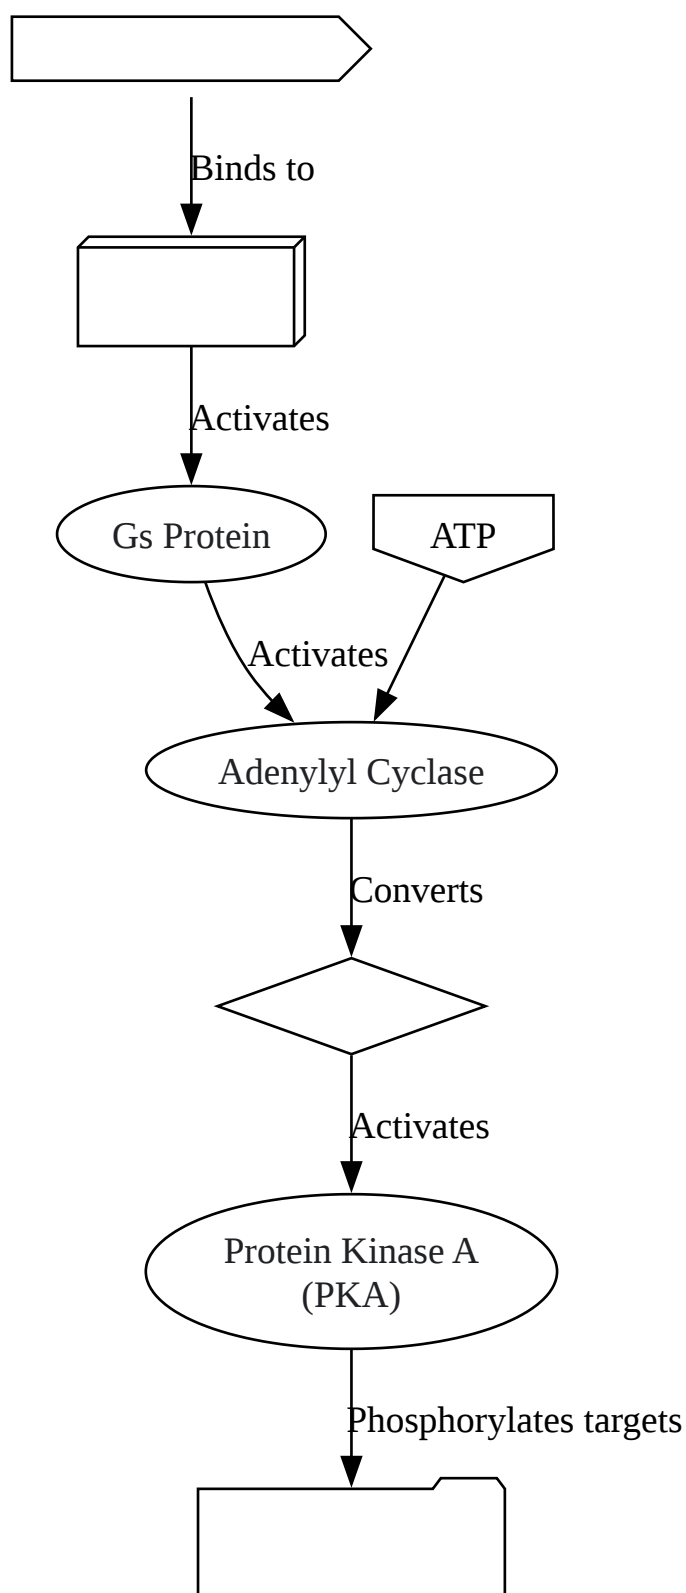 Binds to
Activates
Gs Protein
ATP
Activates
Adenylyl Cyclase
Converts
Activates
Protein Kinase A
(PKA)
Phosphorylates targets